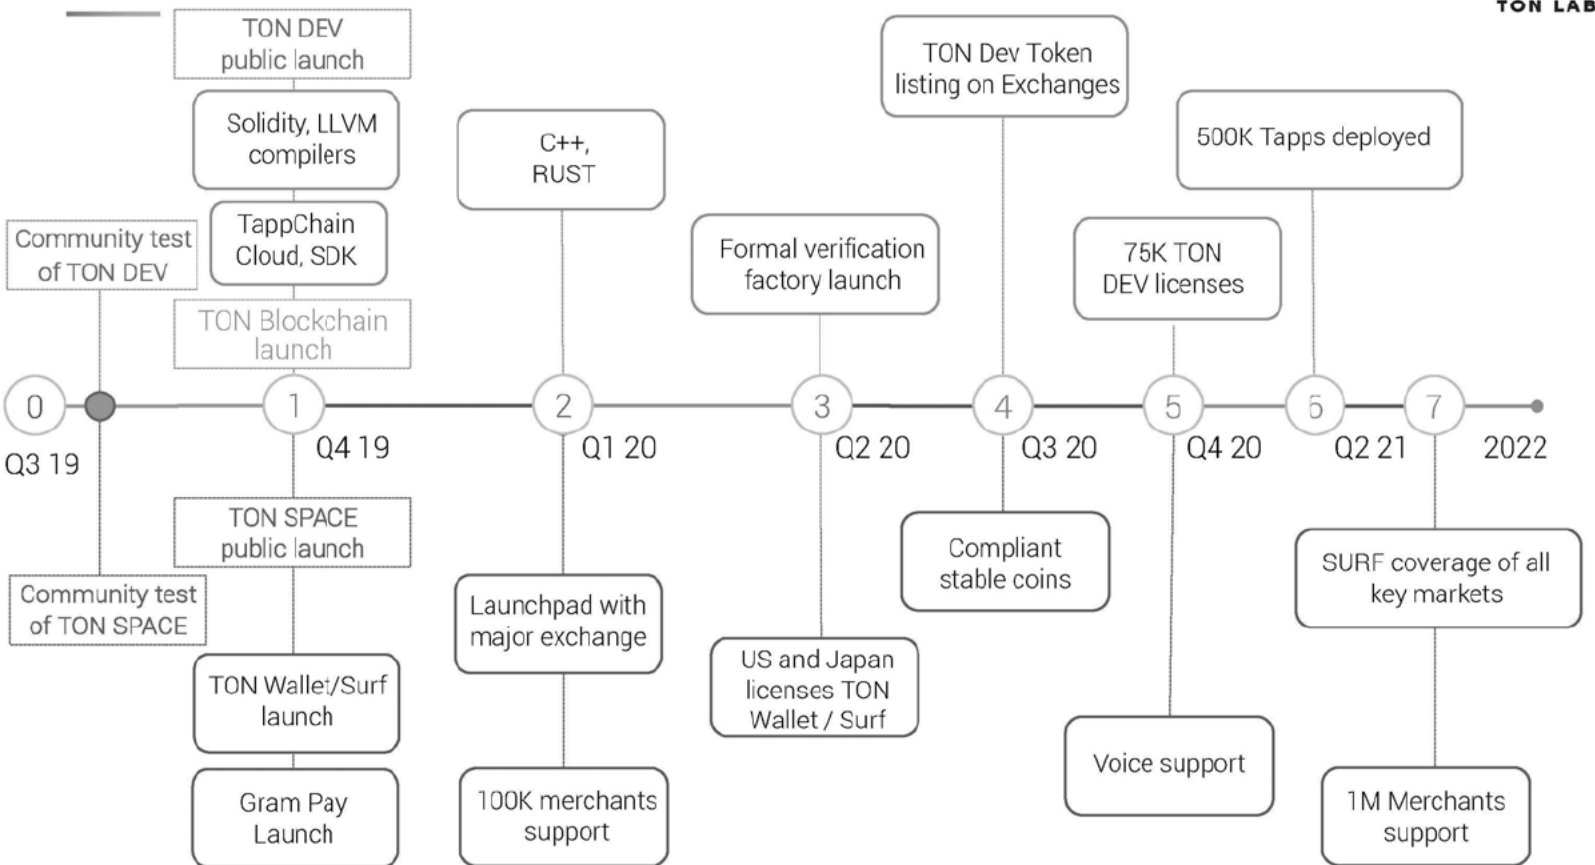 TON LAB
TON DEV
public launch
Solidity, LLVM
compilers
TappChain
Cloud, SDK
Community test
of TON DEV
TON Blockchain
launch
C++,
RUST
Formal verification
factory launch
TON Dev Token
listing on Exchanges
75K TON
DEV licenses
500K Tapps deployed
0
1
2
3
4
5
6
7
Q3 19
Q4 19
Q1 20
Q2 20
Q3 20
Q4 20
Q2 21
2022
Community test
of TON SPACE
TON SPACE
public launch
TON Wallet/Surf
launch
Gram Pay
Launch
Launchpad with
major exchange
100K merchants
support
US and Japan
licenses TON
Wallet / Surf
Compliant
stable coins
Voice support
SURF coverage of all
key markets
1M Merchants
support